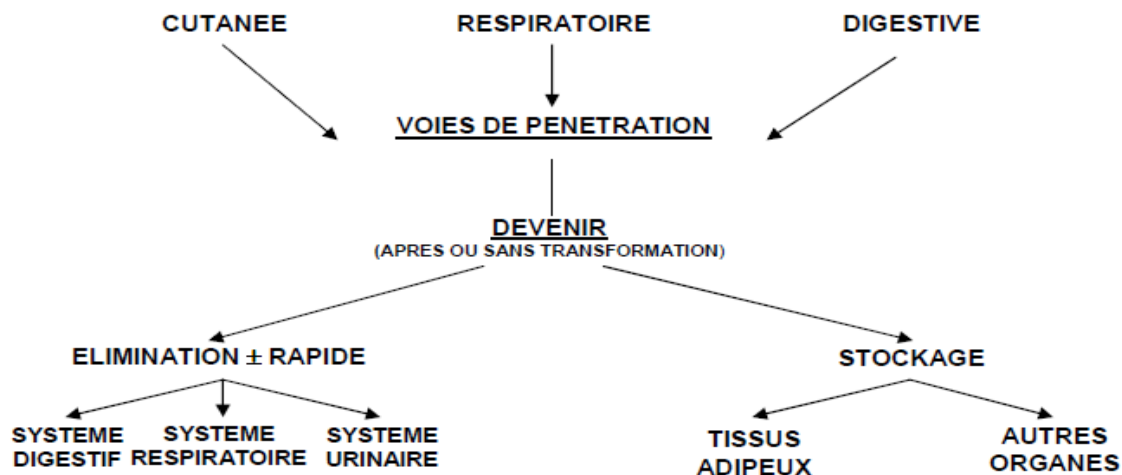 CUTANEE
RESPIRATOIRE
DIGESTIVE
VOIES DE PENETRATION
DEVENIR
(APRES OU SANS TRANSFORMATION)
ELIMINATION ± RAPIDE
STOCKAGE
SYSTEME
DIGESTIF
SYSTEME
RESPIRATOIRE
SYSTEME
URINAIRE
TISSUS
ADIPEUX
AUTRES
ORGANES